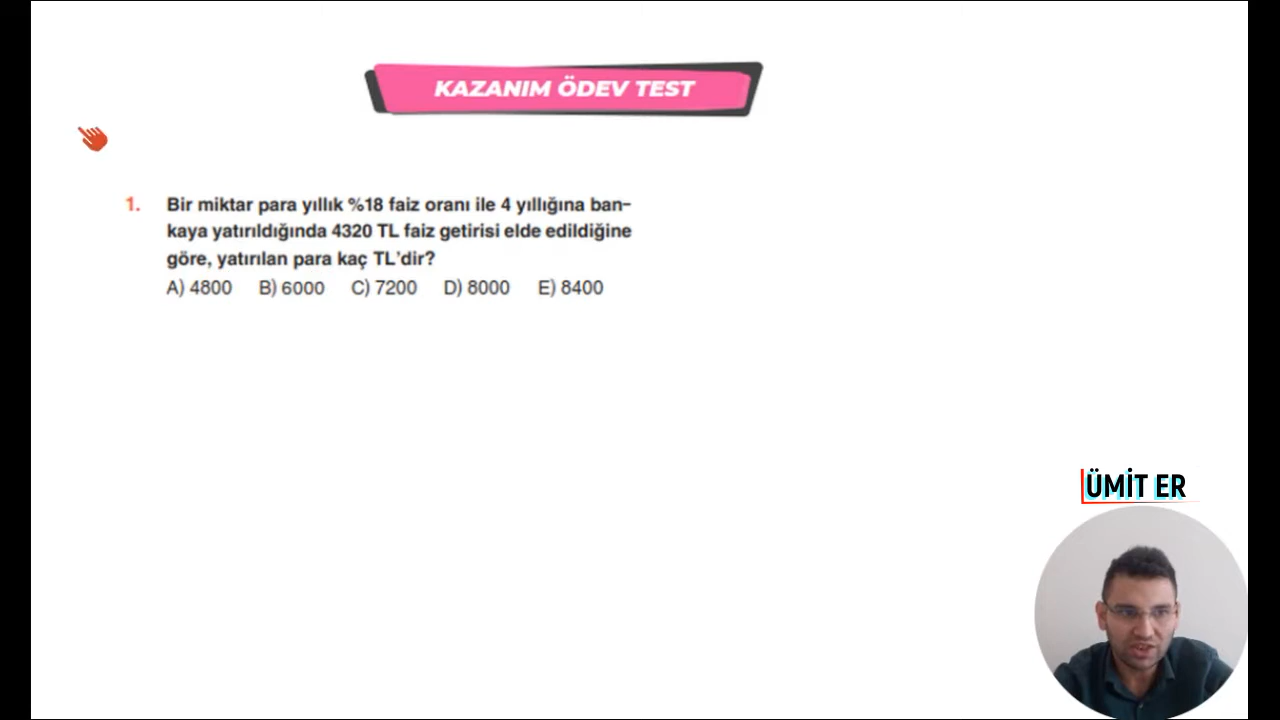 KAZANIM ÖDEV TEST
1. Bir miktar para yıllık %18 faiz oranı ile 4 yıllığına ban-
kaya yatırıldığında 4320 TL faiz getirisi elde edildiğine
göre, yatırılan para kaç TL'dir?
A) 4800 B) 6000 C) 7200 D) 8000 E) 8400
ÜMİT ER